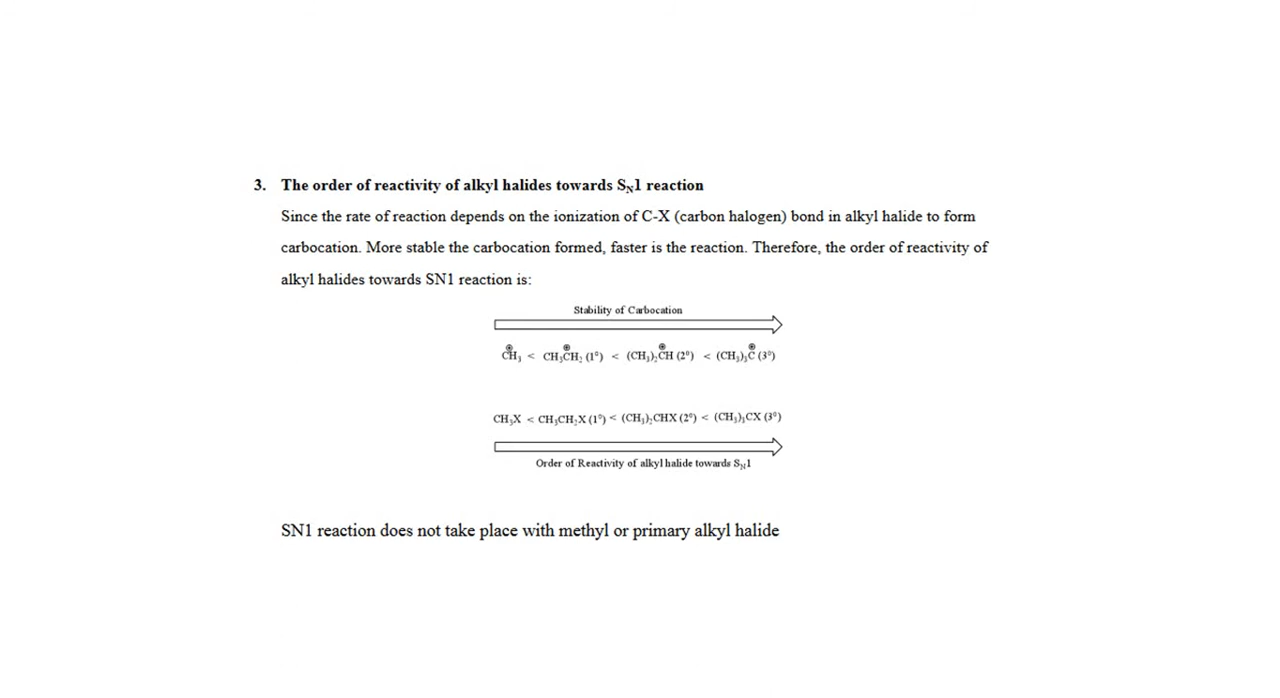 3. The order of reactivity of alkyl halides towards SN1 reaction
Since the rate of reaction depends on the ionization of C-X (carbon halogen) bond in alkyl halide to form
carbocation. More stable the carbocation formed, faster is the reaction. Therefore, the order of reactivity of
alkyl halides towards SN1 reaction is:
Stability of Carbocation
C⊕H₃ < CH₃C⊕H₂ (1°) < (CH₃)₂C⊕H (2°) < (CH₃)₃C⊕ (3°)
CH₃X < CH₃CH₂X (1°) < (CH₃)₂CHX (2°) < (CH₃)₃CX (3°)
Order of Reactivity of alkyl halide towards SN1
SN1 reaction does not take place with methyl or primary alkyl halide